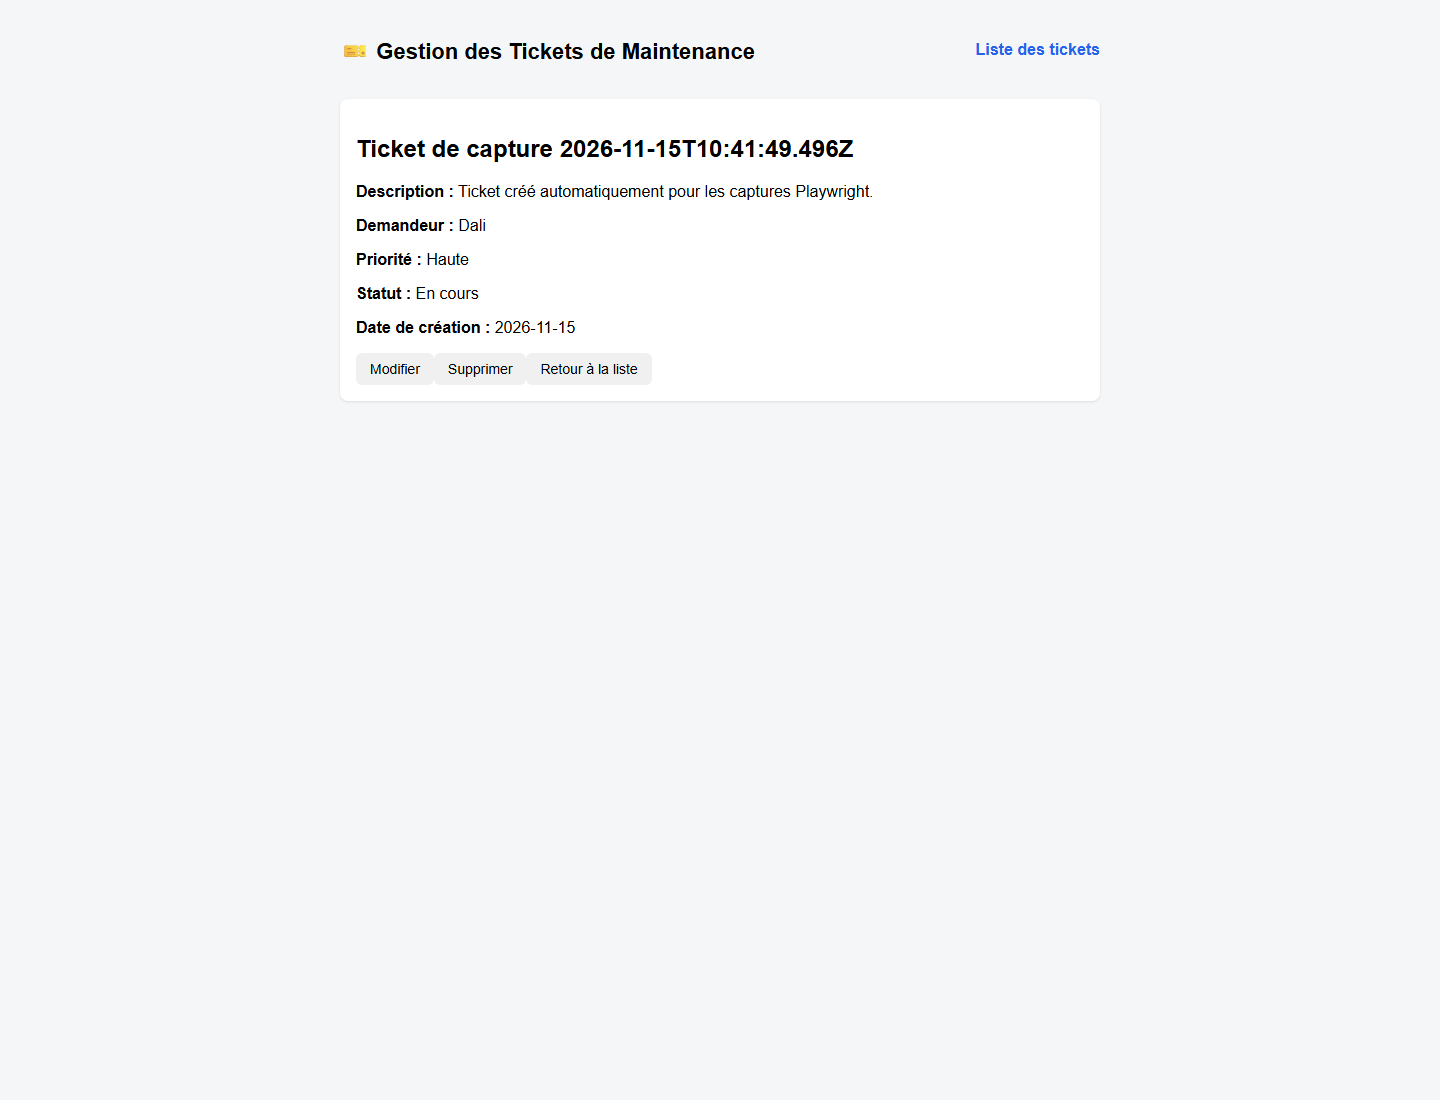 🎫 Gestion des Tickets de Maintenance
Liste des tickets
Ticket de capture 2026-11-15T10:41:49.496Z
Description : Ticket créé automatiquement pour les captures Playwright.
Demandeur : Dali
Priorité : Haute
Statut : En cours
Date de création : 2026-11-15
Modifier Supprimer Retour à la liste